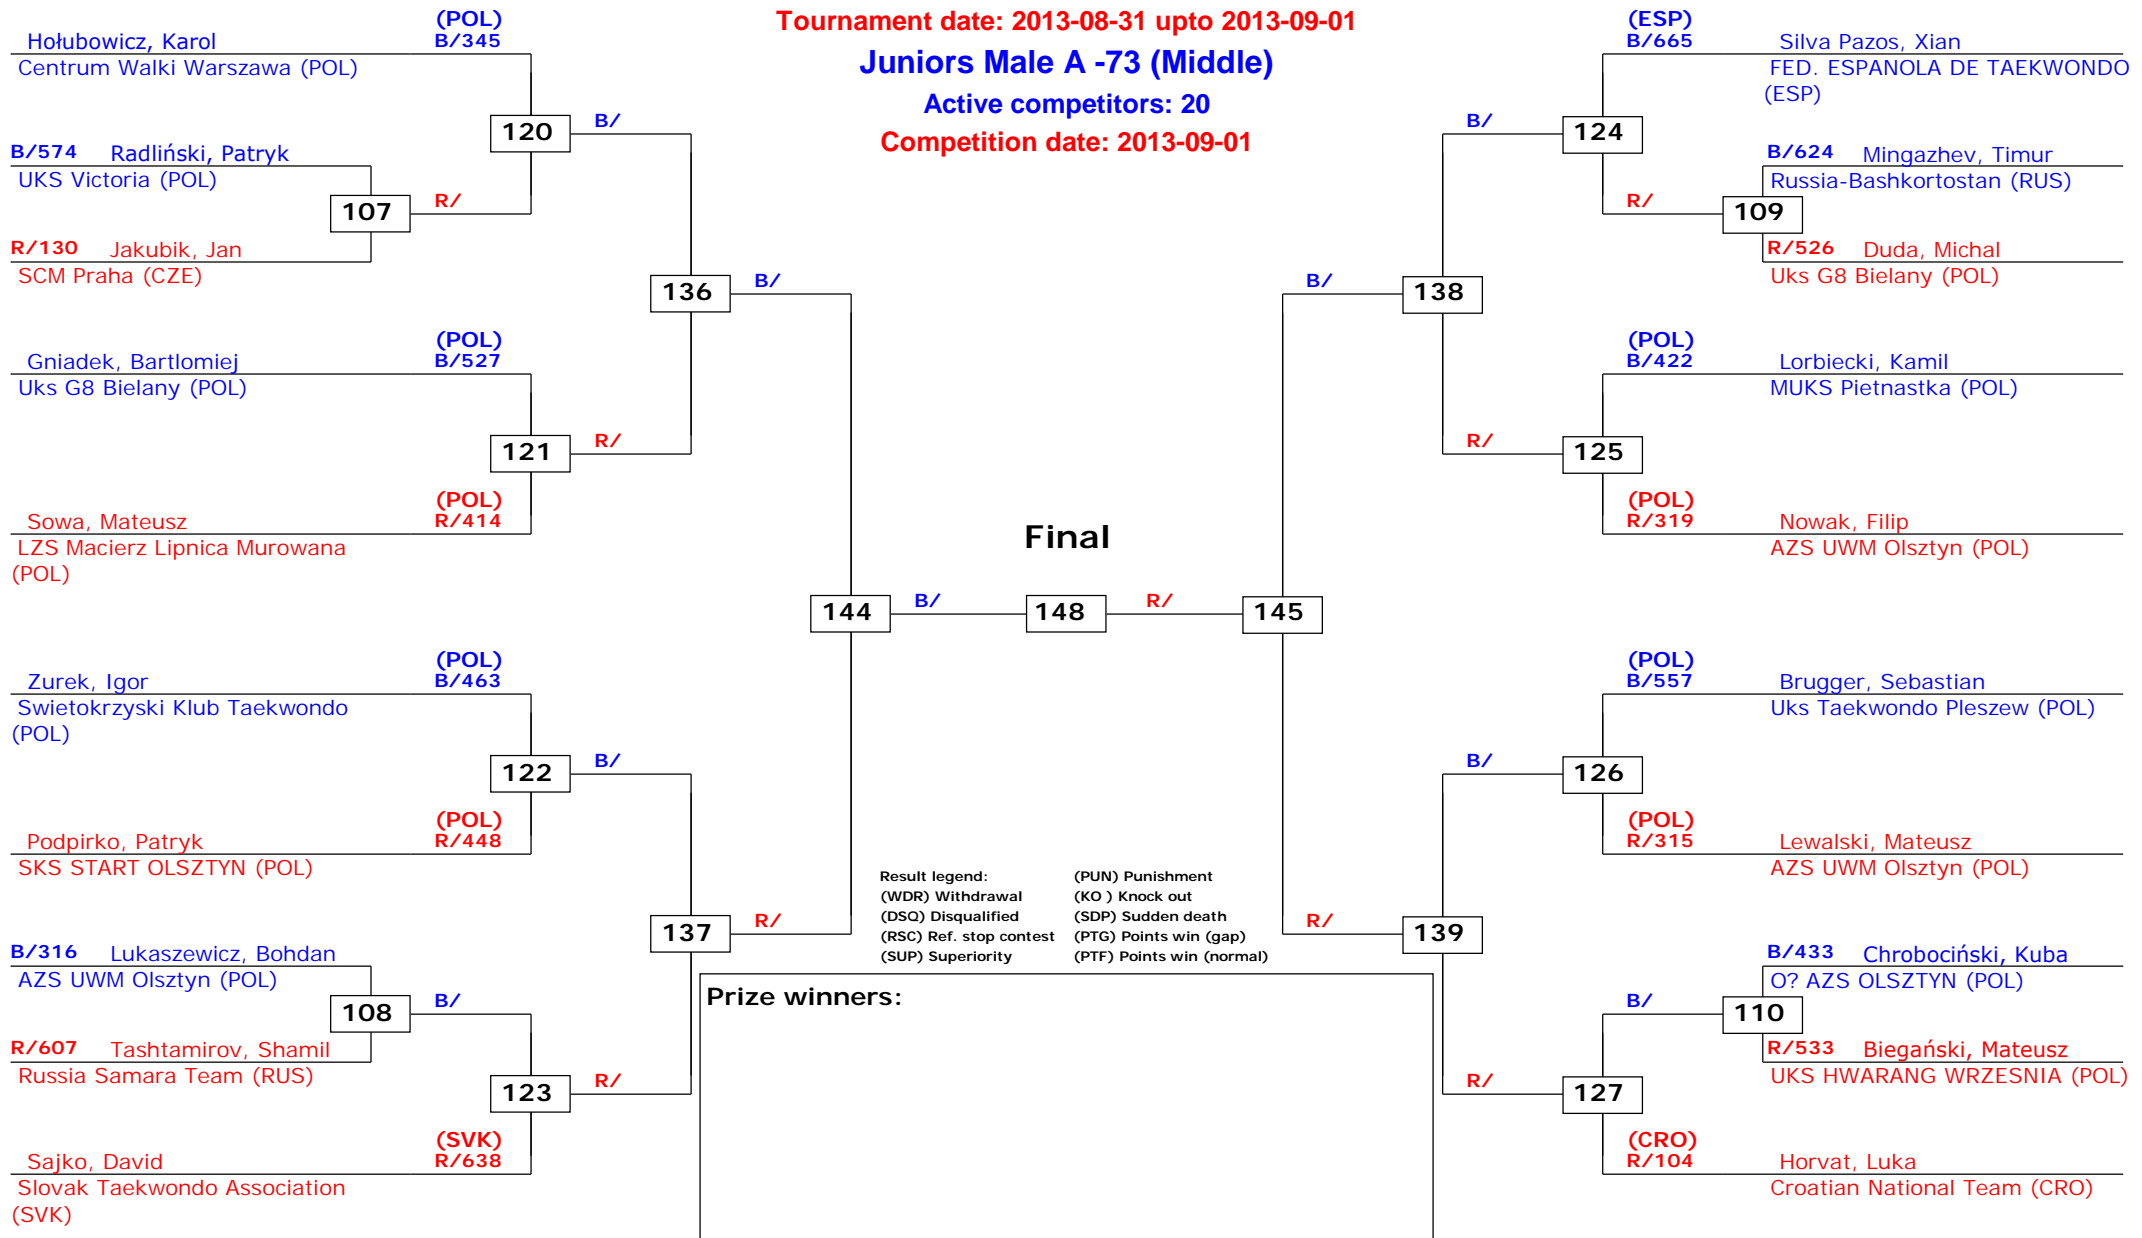 Tournament date: 2013-08-31 upto 2013-09-01
Juniors Male A -73 (Middle)
Active competitors: 20
Competition date: 2013-09-01
(POL)
Hołubowicz, Karol B/345
Centrum Walki Warszawa (POL)
120 B/
B/574 Radliński, Patryk
UKS Victoria (POL)
107 R/
R/130 Jakubik, Jan
SCM Praha (CZE)
136 B/
(POL)
Gniadek, Bartlomiej B/527
Uks G8 Bielany (POL)
121 R/
(POL)
Sowa, Mateusz R/414
LZS Macierz Lipnica Murowana
(POL)
144 B/
(POL)
Zurek, Igor B/463
Swietokrzyski Klub Taekwondo
(POL)
122 B/
(POL)
Podpirko, Patryk R/448
SKS START OLSZTYN (POL)
137 R/
B/316 Lukaszewicz, Bohdan
AZS UWM Olsztyn (POL)
108 B/
R/607 Tashtamirov, Shamil
Russia Samara Team (RUS)
123 R/
(SVK)
Sajko, David R/638
Slovak Taekwondo Association
(SVK)
Final
148
R/ 145
(ESP)
B/665 Silva Pazos, Xian
FED. ESPANOLA DE TAEKWONDO
(ESP)
B/ 124
B/624 Mingazhev, Timur
Russia-Bashkortostan (RUS)
R/ 109
R/526 Duda, Michal
Uks G8 Bielany (POL)
B/ 138
(POL)
B/422 Lorbiecki, Kamil
MUKS Pietnastka (POL)
R/ 125
(POL)
R/319 Nowak, Filip
AZS UWM Olsztyn (POL)
(POL)
B/557 Brugger, Sebastian
Uks Taekwondo Pleszew (POL)
B/ 126
(POL)
R/315 Lewalski, Mateusz
AZS UWM Olsztyn (POL)
R/ 139
B/433 Chrobociński, Kuba
O? AZS OLSZTYN (POL)
B/ 110
R/533 Biegański, Mateusz
UKS HWARANG WRZESNIA (POL)
R/ 127
(CRO)
R/104 Horvat, Luka
Croatian National Team (CRO)
Result legend: (PUN) Punishment
(WDR) Withdrawal (KO ) Knock out
(DSQ) Disqualified (SDP) Sudden death
(RSC) Ref. stop contest (PTG) Points win (gap)
(SUP) Superiority (PTF) Points win (normal)
Prize winners: